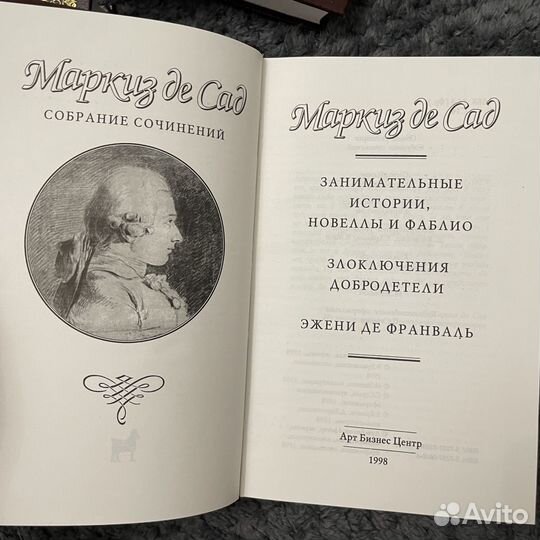 Маркиз де Сад
СОБРАНИЕ СОЧИНЕНИЙ
Маркиз де Сад
ЗАНИМАТЕЛЬНЫЕ
ИСТОРИИ,
НОВЕЛЛЫ И ФАБЛИО
ЗЛОКЛЮЧЕНИЯ
ДОБРОДЕТЕЛИ
ЭЖЕНИ ДЕ ФРАНВАЛЬ
Арт Бизнес Центр
1998
Avito